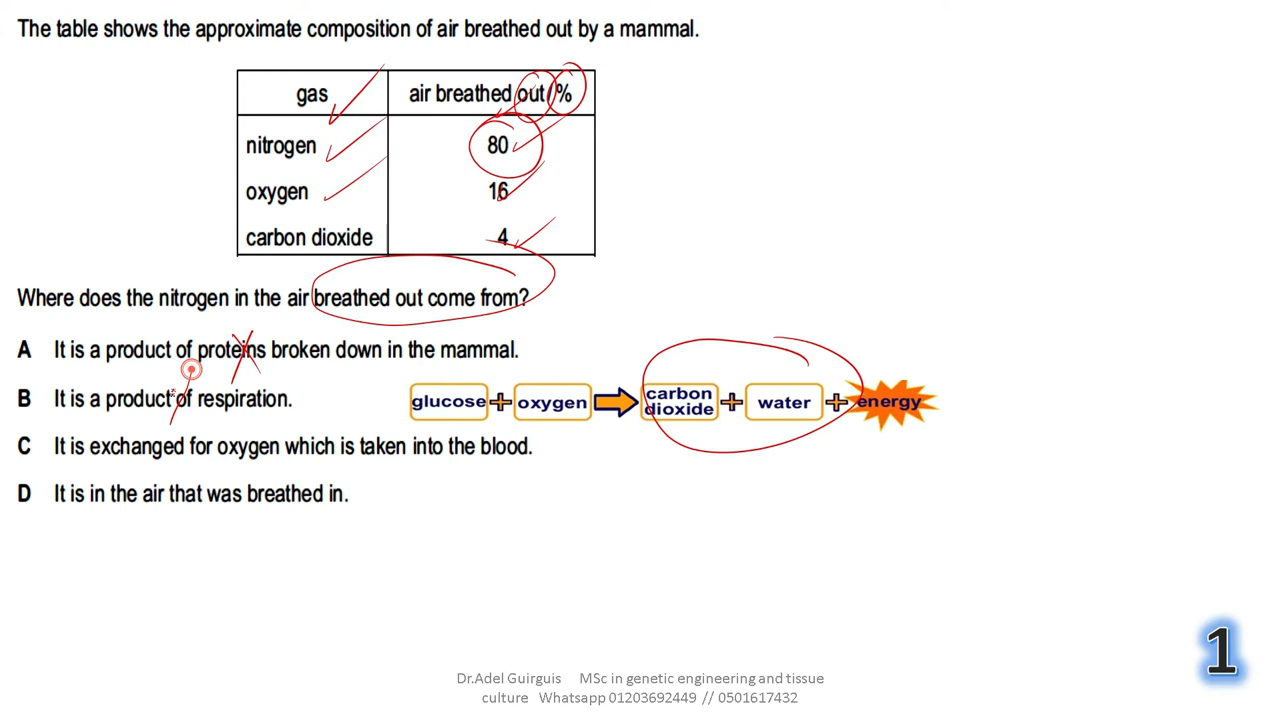 The table shows the approximate composition of air breathed out by a mammal.
gas air breathed out / %
nitrogen 80
oxygen 16
carbon dioxide 4
Where does the nitrogen in the air breathed out come from?
A It is a product of proteins broken down in the mammal.
B It is a product of respiration.
glucose + oxygen carbon dioxide + water + energy
C It is exchanged for oxygen which is taken into the blood.
D It is in the air that was breathed in.
1
Dr.Adel Guirguis MSc in genetic engineering and tissue
culture Whatsapp 01203692449 // 0501617432